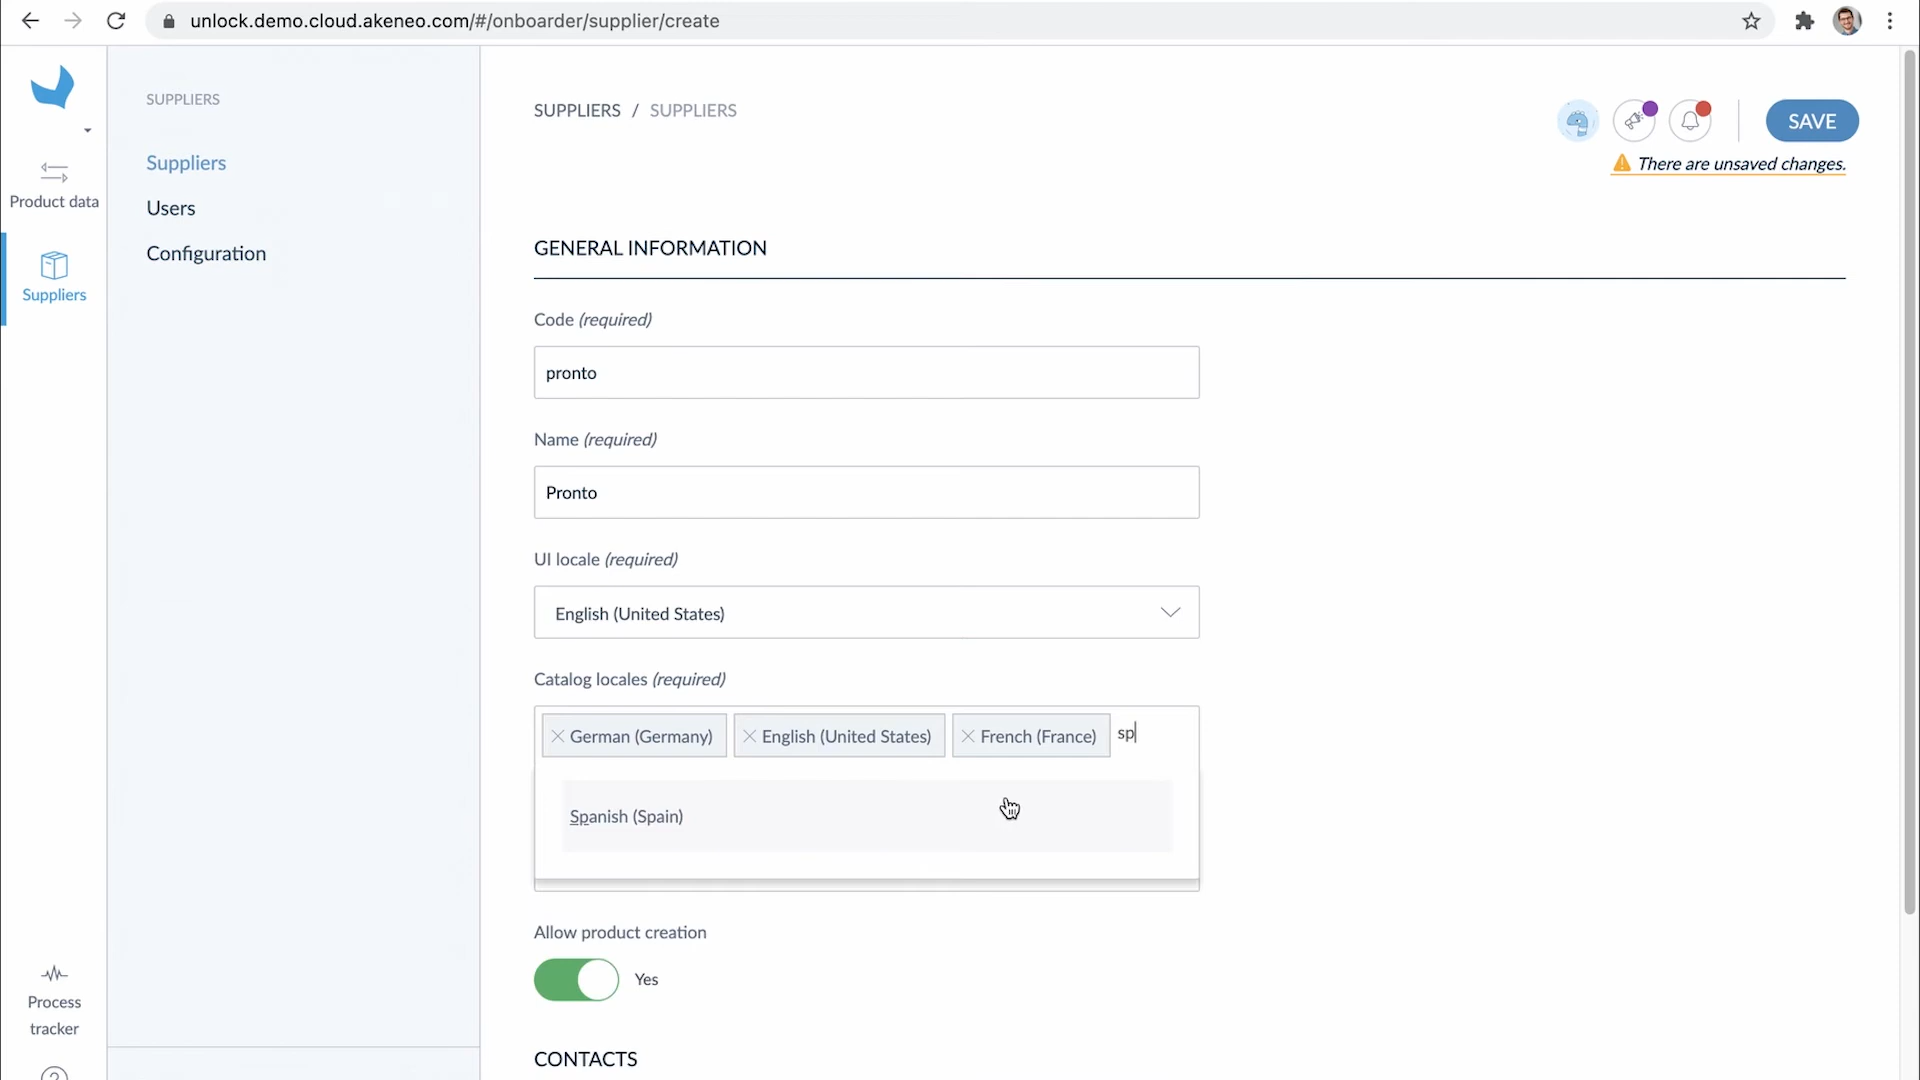 unlock.demo.cloud.akeneo.com/#/onboarder/supplier/create
Product data
Suppliers
Process
tracker
SUPPLIERS
Suppliers
Users
Configuration
SUPPLIERS / SUPPLIERS
SAVE
There are unsaved changes.
GENERAL INFORMATION
Code (required)
pronto
Name (required)
Pronto
UI locale (required)
English (United States)
Catalog locales (required)
German (Germany) English (United States) French (France) sp
Spanish (Spain)
Allow product creation
Yes
CONTACTS